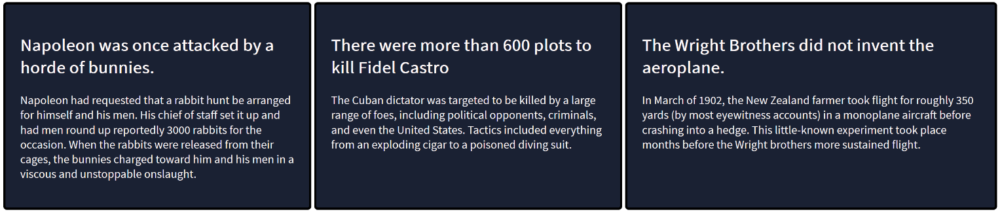 Napoleon was once attacked by a
horde of bunnies.
Napoleon had requested that a rabbit hunt be arranged
for himself and his men. His chief of staff set it up and
had men round up reportedly 3000 rabbits for the
occasion. When the rabbits were released from their
cages, the bunnies charged toward him and his men in a
viscous and unstoppable onslaught.
There were more than 600 plots to
kill Fidel Castro
The Cuban dictator was targeted to be killed by a large
range of foes, including political opponents, criminals,
and even the United States. Tactics included everything
from an exploding cigar to a poisoned diving suit.
The Wright Brothers did not invent the
aeroplane.
In March of 1902, the New Zealand farmer took flight for roughly 350
yards (by most eyewitness accounts) in a monoplane aircraft before
crashing into a hedge. This little-known experiment took place
months before the Wright brothers more sustained flight.